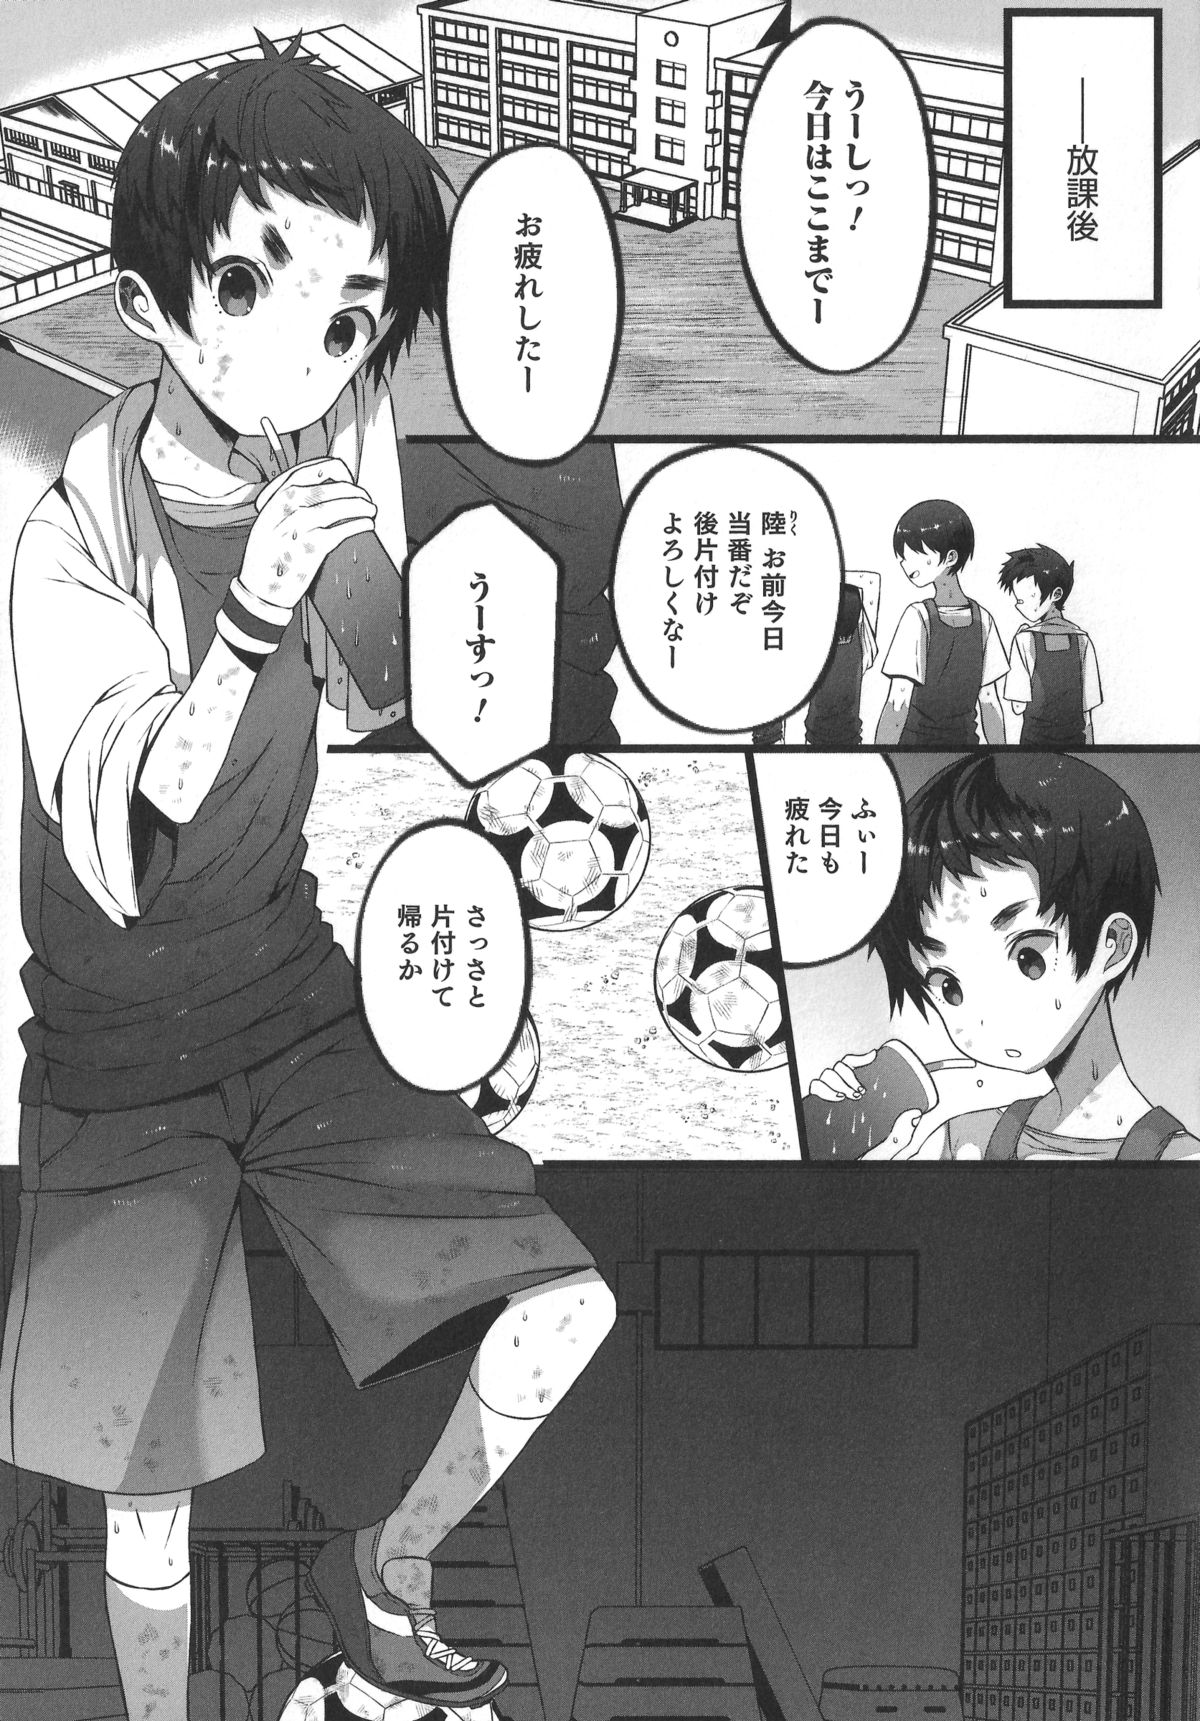 ――放課後
うーしっ！
今日はここまでー
お疲れしたー
陸 お前今日
りく
当番だぞ
後片付け
よろしくなー
うーすっ！
ふぃー
今日も
疲れた
さっさと
片付けて
帰るか